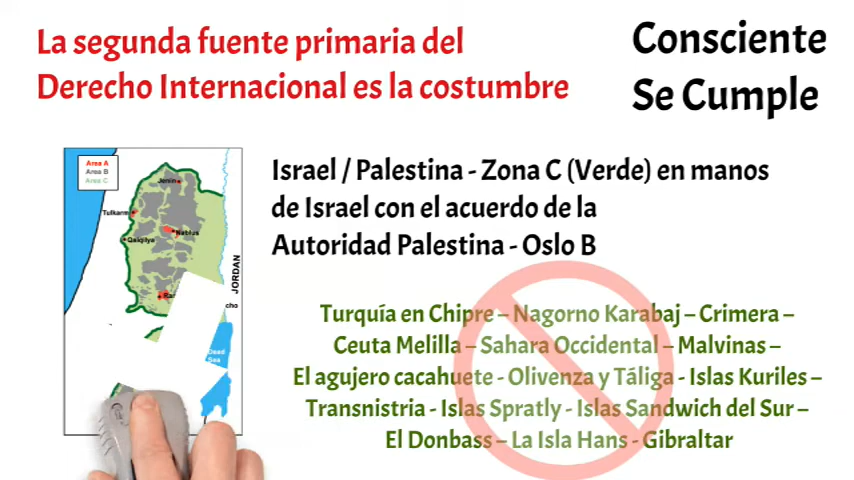 La segunda fuente primaria del
Derecho Internacional es la costumbre
Consciente
Se Cumple
Area A
Area B
Area C
Jenin
Tulkarm
Nablus
Qalqilya
JORDAN
Dead
Sea
Israel / Palestina - Zona C (Verde) en manos
de Israel con el acuerdo de la
Autoridad Palestina - Oslo B
Turquía en Chipre – Nagorno Karabaj – Crimera –
Ceuta Melilla – Sahara Occidental – Malvinas –
El agujero cacahuete - Olivenza y Táliga - Islas Kuriles –
Transnistria - Islas Spratly - Islas Sandwich del Sur –
El Donbass – La Isla Hans - Gibraltar